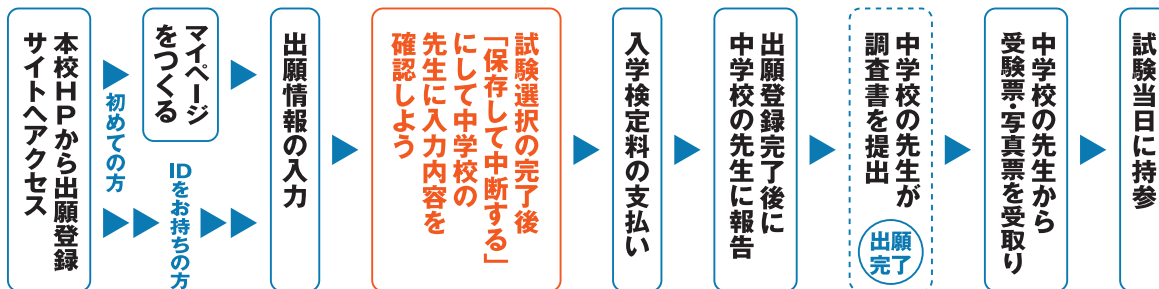 本校HPから出願登録
サイトへアクセス
初めての方
マイページ
をつくる
IDをお持ちの方
出願情報の入力
試験選択の完了後
「保存して中断する」
にして中学校の
先生に入力内容を
確認しよう
入学検定料の支払い
出願登録完了後に
中学校の先生に報告
中学校の先生が
調査書を提出
出願
完了
中学校の先生から
受験票・写真票を受取り
試験当日に持参